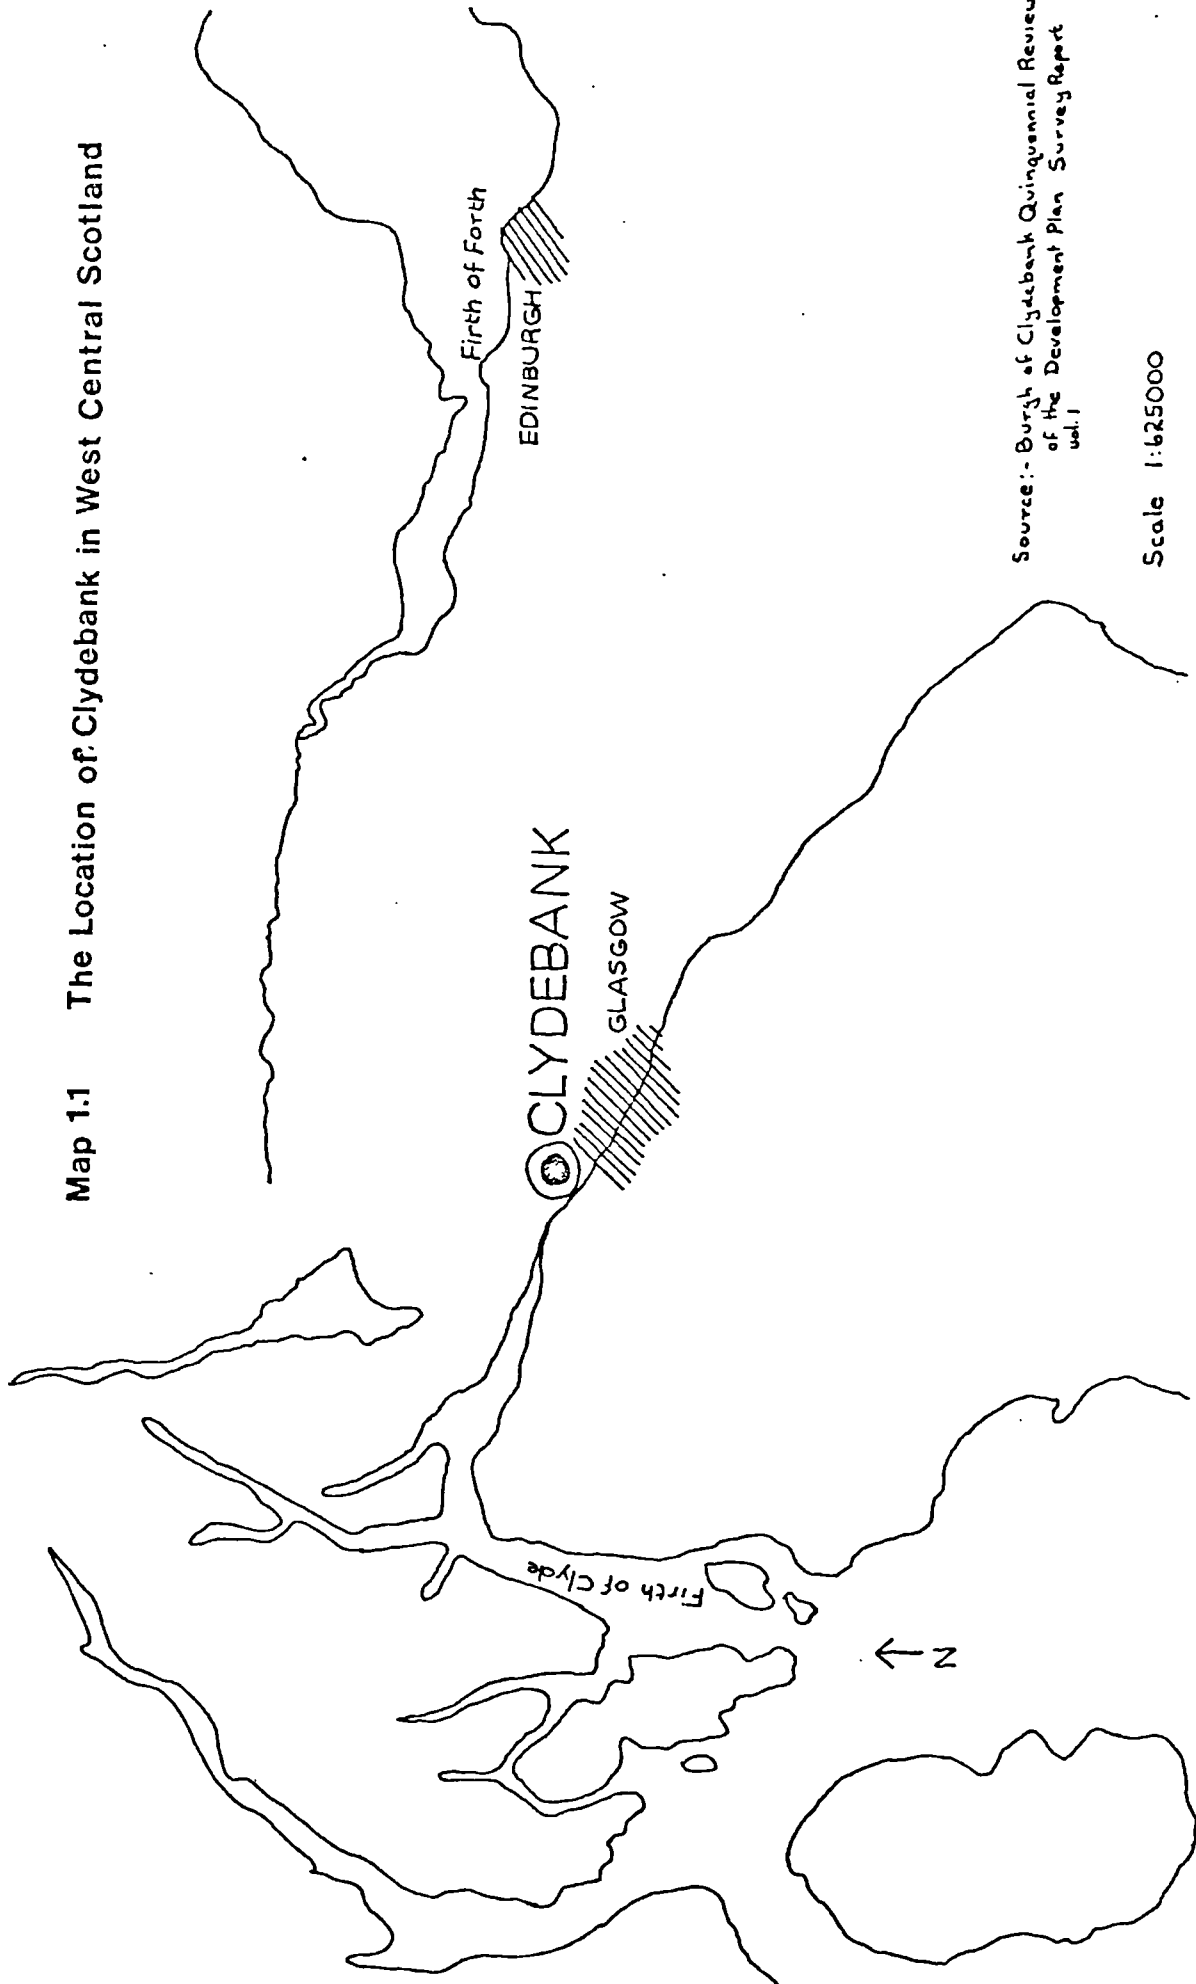 Map 1.1 The Location of Clydebank in West Central Scotland
Firth of Forth
EDINBURGH
CLYDEBANK
GLASGOW
Firth of Clyde
N
Source:- Burgh of Clydebank Quinquennial Review
of the Development Plan Survey Report
vol.1
Scale 1:625000